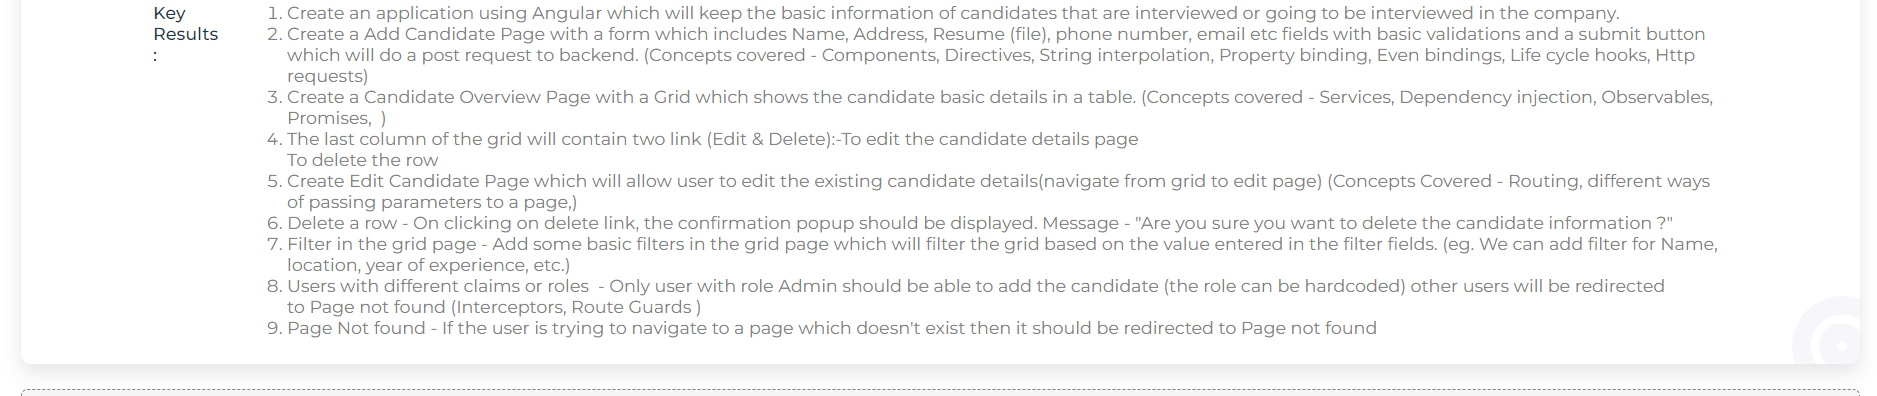 Key Results :
1. Create an application using Angular which will keep the basic information of candidates that are interviewed or going to be interviewed in the company.
2. Create a Add Candidate Page with a form which includes Name, Address, Resume (file), phone number, email etc fields with basic validations and a submit button
which will do a post request to backend. (Concepts covered - Components, Directives, String interpolation, Property binding, Even bindings, Life cycle hooks, Http
requests)
3. Create a Candidate Overview Page with a Grid which shows the candidate basic details in a table. (Concepts covered - Services, Dependency injection, Observables,
Promises,  )
4. The last column of the grid will contain two link (Edit & Delete):-To edit the candidate details page
To delete the row
5. Create Edit Candidate Page which will allow user to edit the existing candidate details(navigate from grid to edit page) (Concepts Covered - Routing, different ways
of passing parameters to a page,)
6. Delete a row - On clicking on delete link, the confirmation popup should be displayed. Message - "Are you sure you want to delete the candidate information ?"
7. Filter in the grid page - Add some basic filters in the grid page which will filter the grid based on the value entered in the filter fields. (eg. We can add filter for Name,
location, year of experience, etc.)
8. Users with different claims or roles  - Only user with role Admin should be able to add the candidate (the role can be hardcoded) other users will be redirected
to Page not found (Interceptors, Route Guards )
9. Page Not found - If the user is trying to navigate to a page which doesn't exist then it should be redirected to Page not found